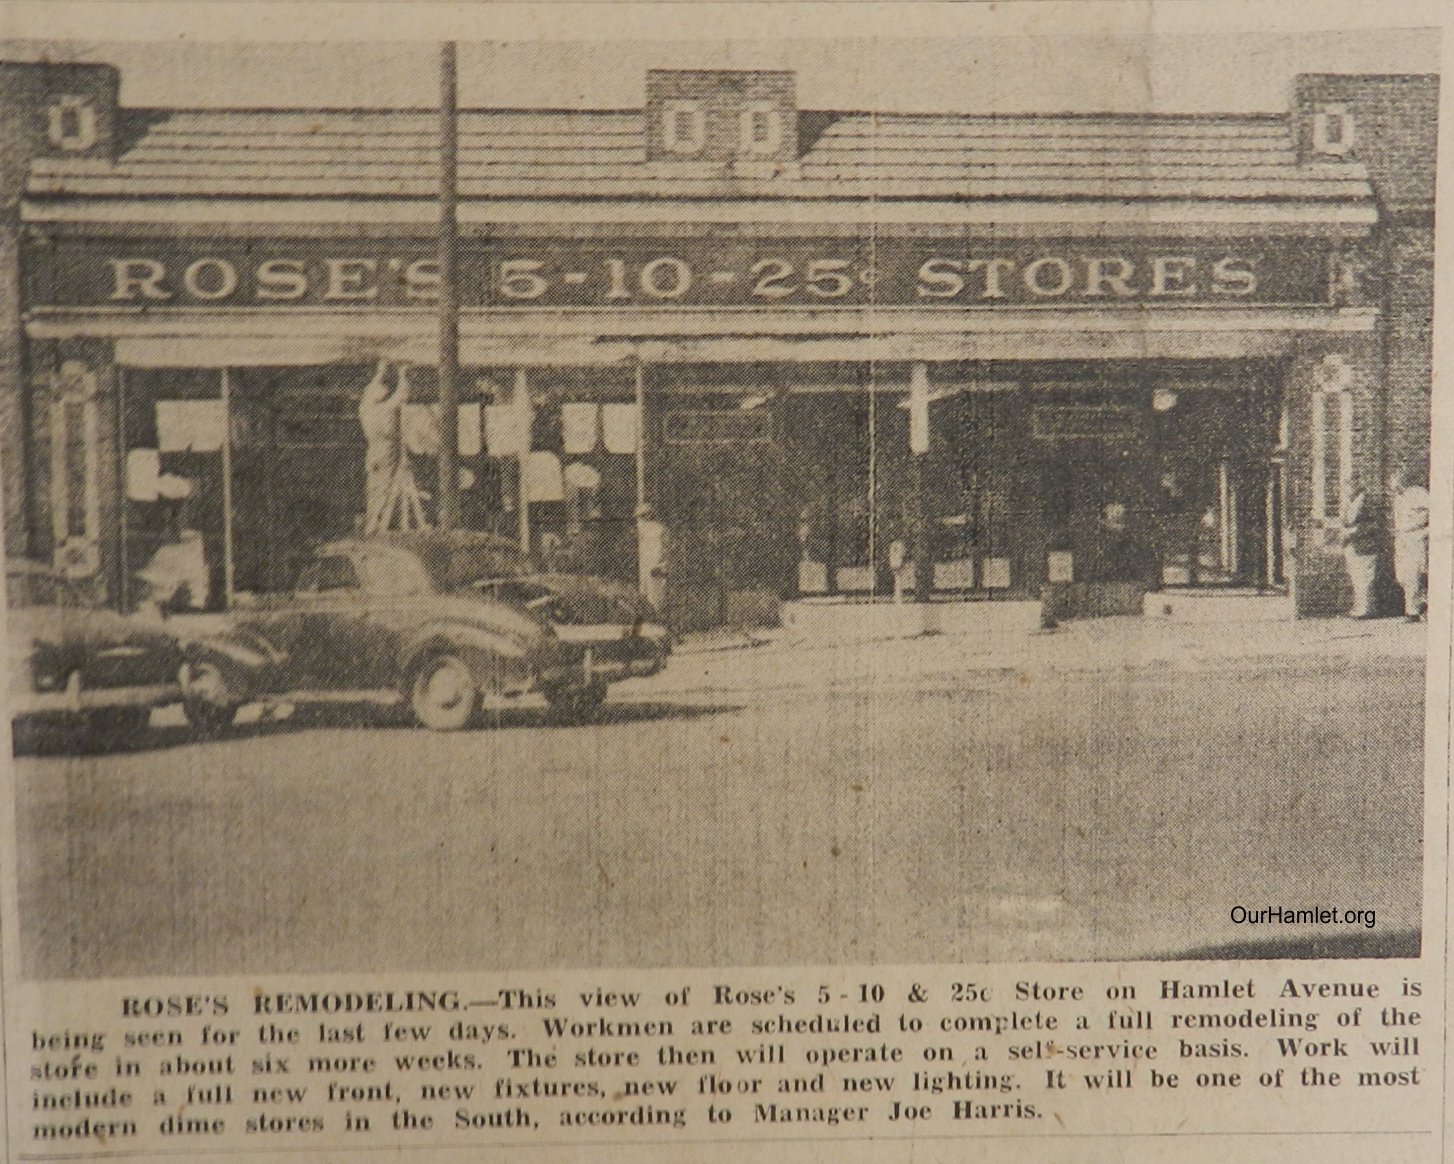 ROSE'S 5-10-25¢ STORES
OurHamlet.org
ROSE'S REMODELING.—This view of Rose's 5-10 & 25c Store on Hamlet Avenue is
being seen for the last few days. Workmen are scheduled to complete a full remodeling of the
store in about six more weeks. The store then will operate on a self-service basis. Work will
include a full new front, new fixtures, new floor and new lighting. It will be one of the most
modern dime stores in the South, according to Manager Joe Harris.